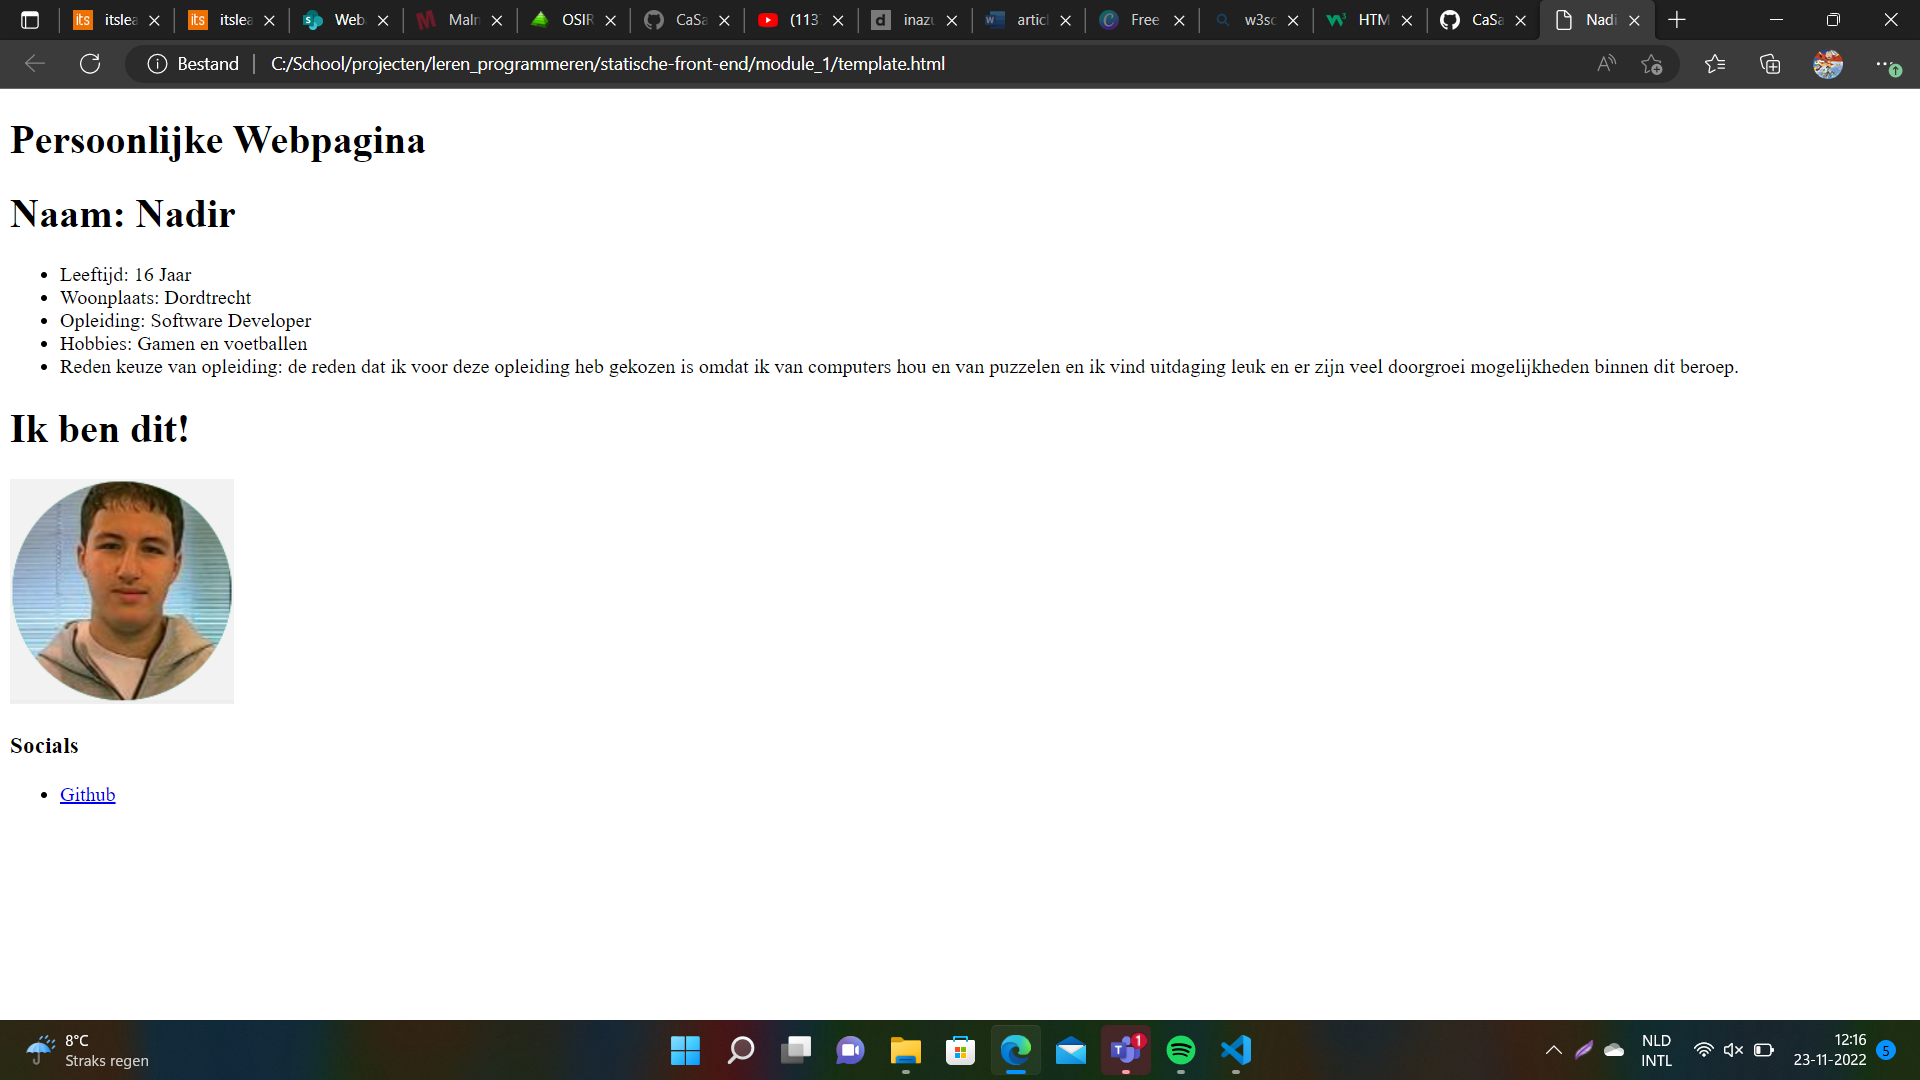 its itslea
its itslea
Web
Malm
OSIR
CaSa
(113
d inazu
articl
Free
w3sc
HTM
CaSa
Nadi
Bestand C:/School/projecten/leren_programmeren/statische-front-end/module_1/template.html
Persoonlijke Webpagina
Naam: Nadir
Leeftijd: 16 Jaar
Woonplaats: Dordtrecht
Opleiding: Software Developer
Hobbies: Gamen en voetballen
Reden keuze van opleiding: de reden dat ik voor deze opleiding heb gekozen is omdat ik van computers hou en van puzzelen en ik vind uitdaging leuk en er zijn veel doorgroei mogelijkheden binnen dit beroep.
Ik ben dit!
Socials
Github
8°C
Straks regen
1
NLD
INTL
12:16
23-11-2022
5